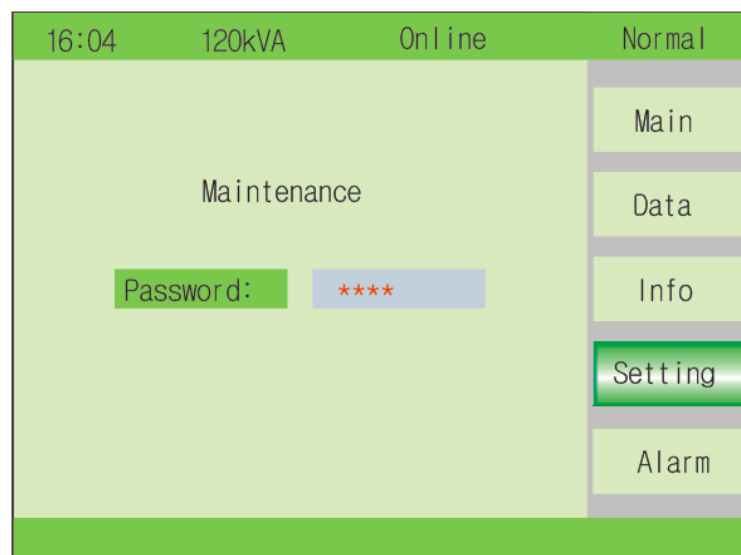 16:04 120kVA Online Normal
Main
Maintenance
Data
Password: ****
Info
Setting
Alarm